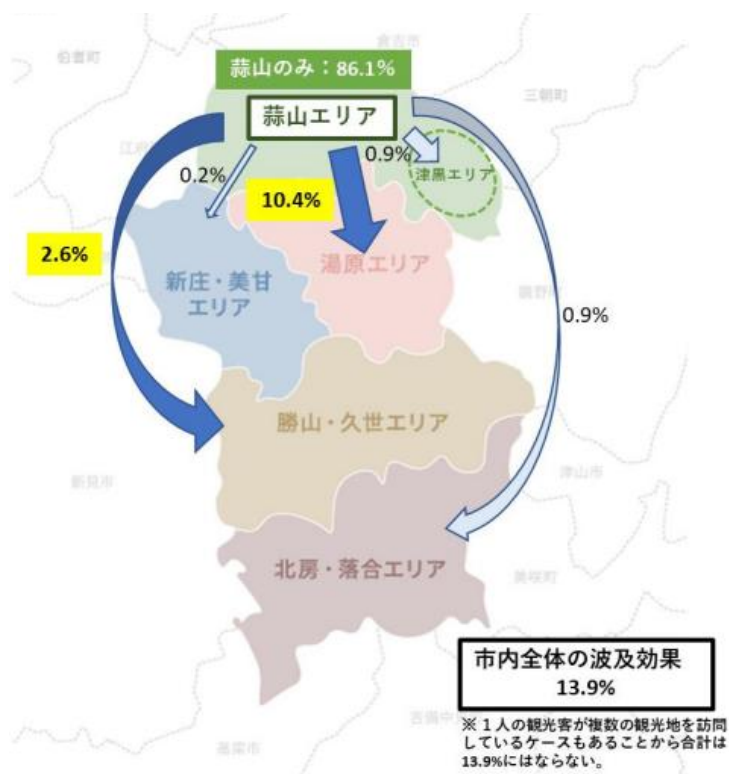 倉吉市
伯耆町
蒜山のみ：86.1%
三朝町
蒜山エリア
江府町
0.9%
津黒エリア
0.2%
10.4%
2.6%
湯原エリア
新庄・美甘
エリア
鏡野町
0.9%
勝山・久世エリア
新見市
津山市
北房・落合エリア
美咲町
市内全体の波及効果
13.9%
高梁市
※ 1人の観光客が複数の観光地を訪問
しているケースもあることから合計は
13.9%にはならない。